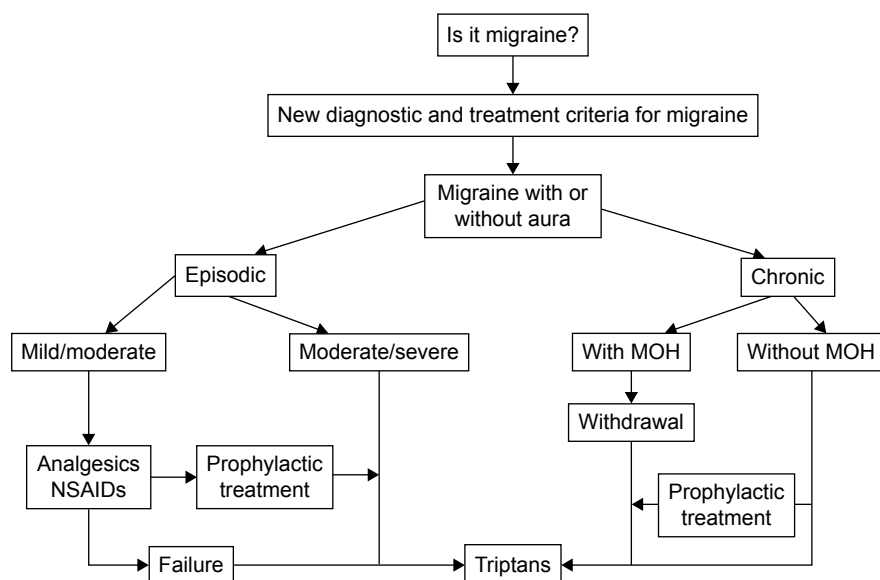 Is it migraine?
New diagnostic and treatment criteria for migraine
Migraine with or
without aura
Episodic
Chronic
Mild/moderate
Moderate/severe
With MOH
Without MOH
Withdrawal
Analgesics
NSAIDs
Prophylactic
treatment
Prophylactic
treatment
Failure
Triptans